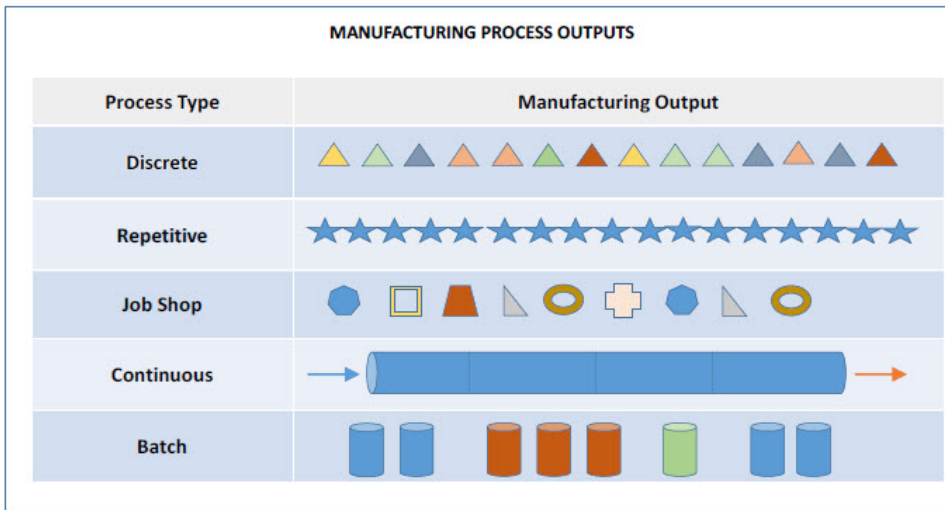 MANUFACTURING PROCESS OUTPUTS
Process Type Manufacturing Output
Discrete
Repetitive
Job Shop
Continuous
Batch